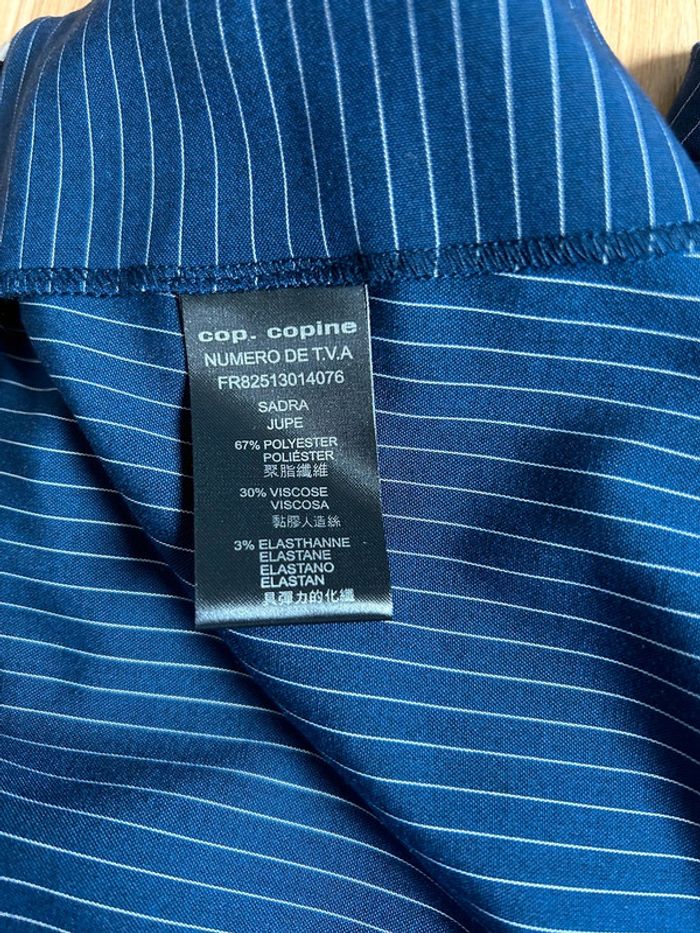 cop. copine
NUMERO DE T.V.A
FR82513014076
SADRA
JUPE
67% POLYESTER
POLIÉSTER
聚脂纖維
30% VISCOSE
VISCOSA
黏膠人造絲
3% ELASTHANNE
ELASTANE
ELASTANO
ELASTAN
具彈力的化纖